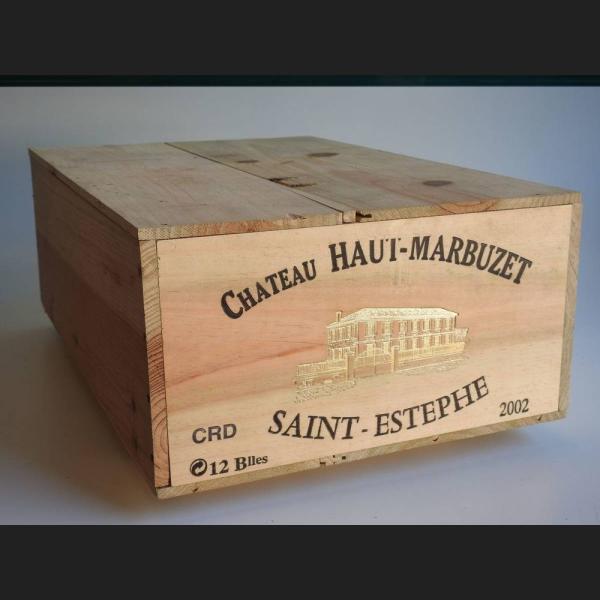 CHATEAU HAUT-MARBUZET
SAINT-ESTEPHE
2002
CRD
12 Blles